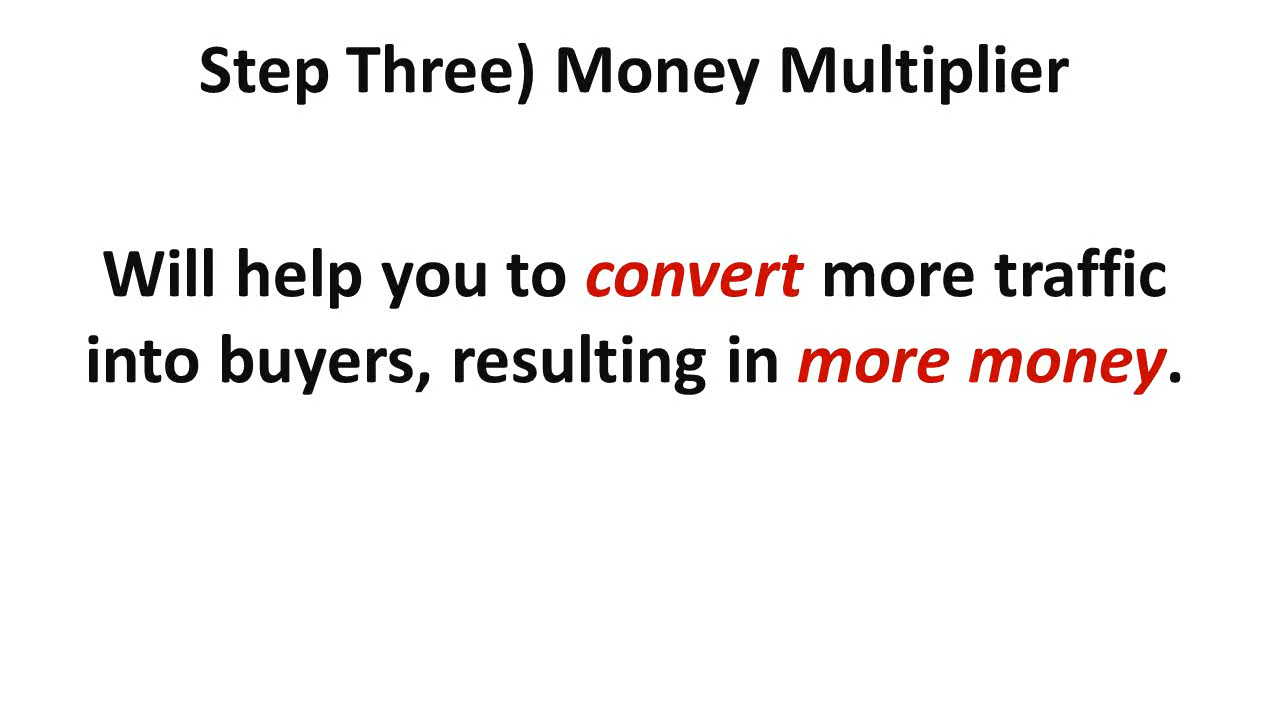 Step Three) Money Multiplier
Will help you to convert more traffic
into buyers, resulting in more money.